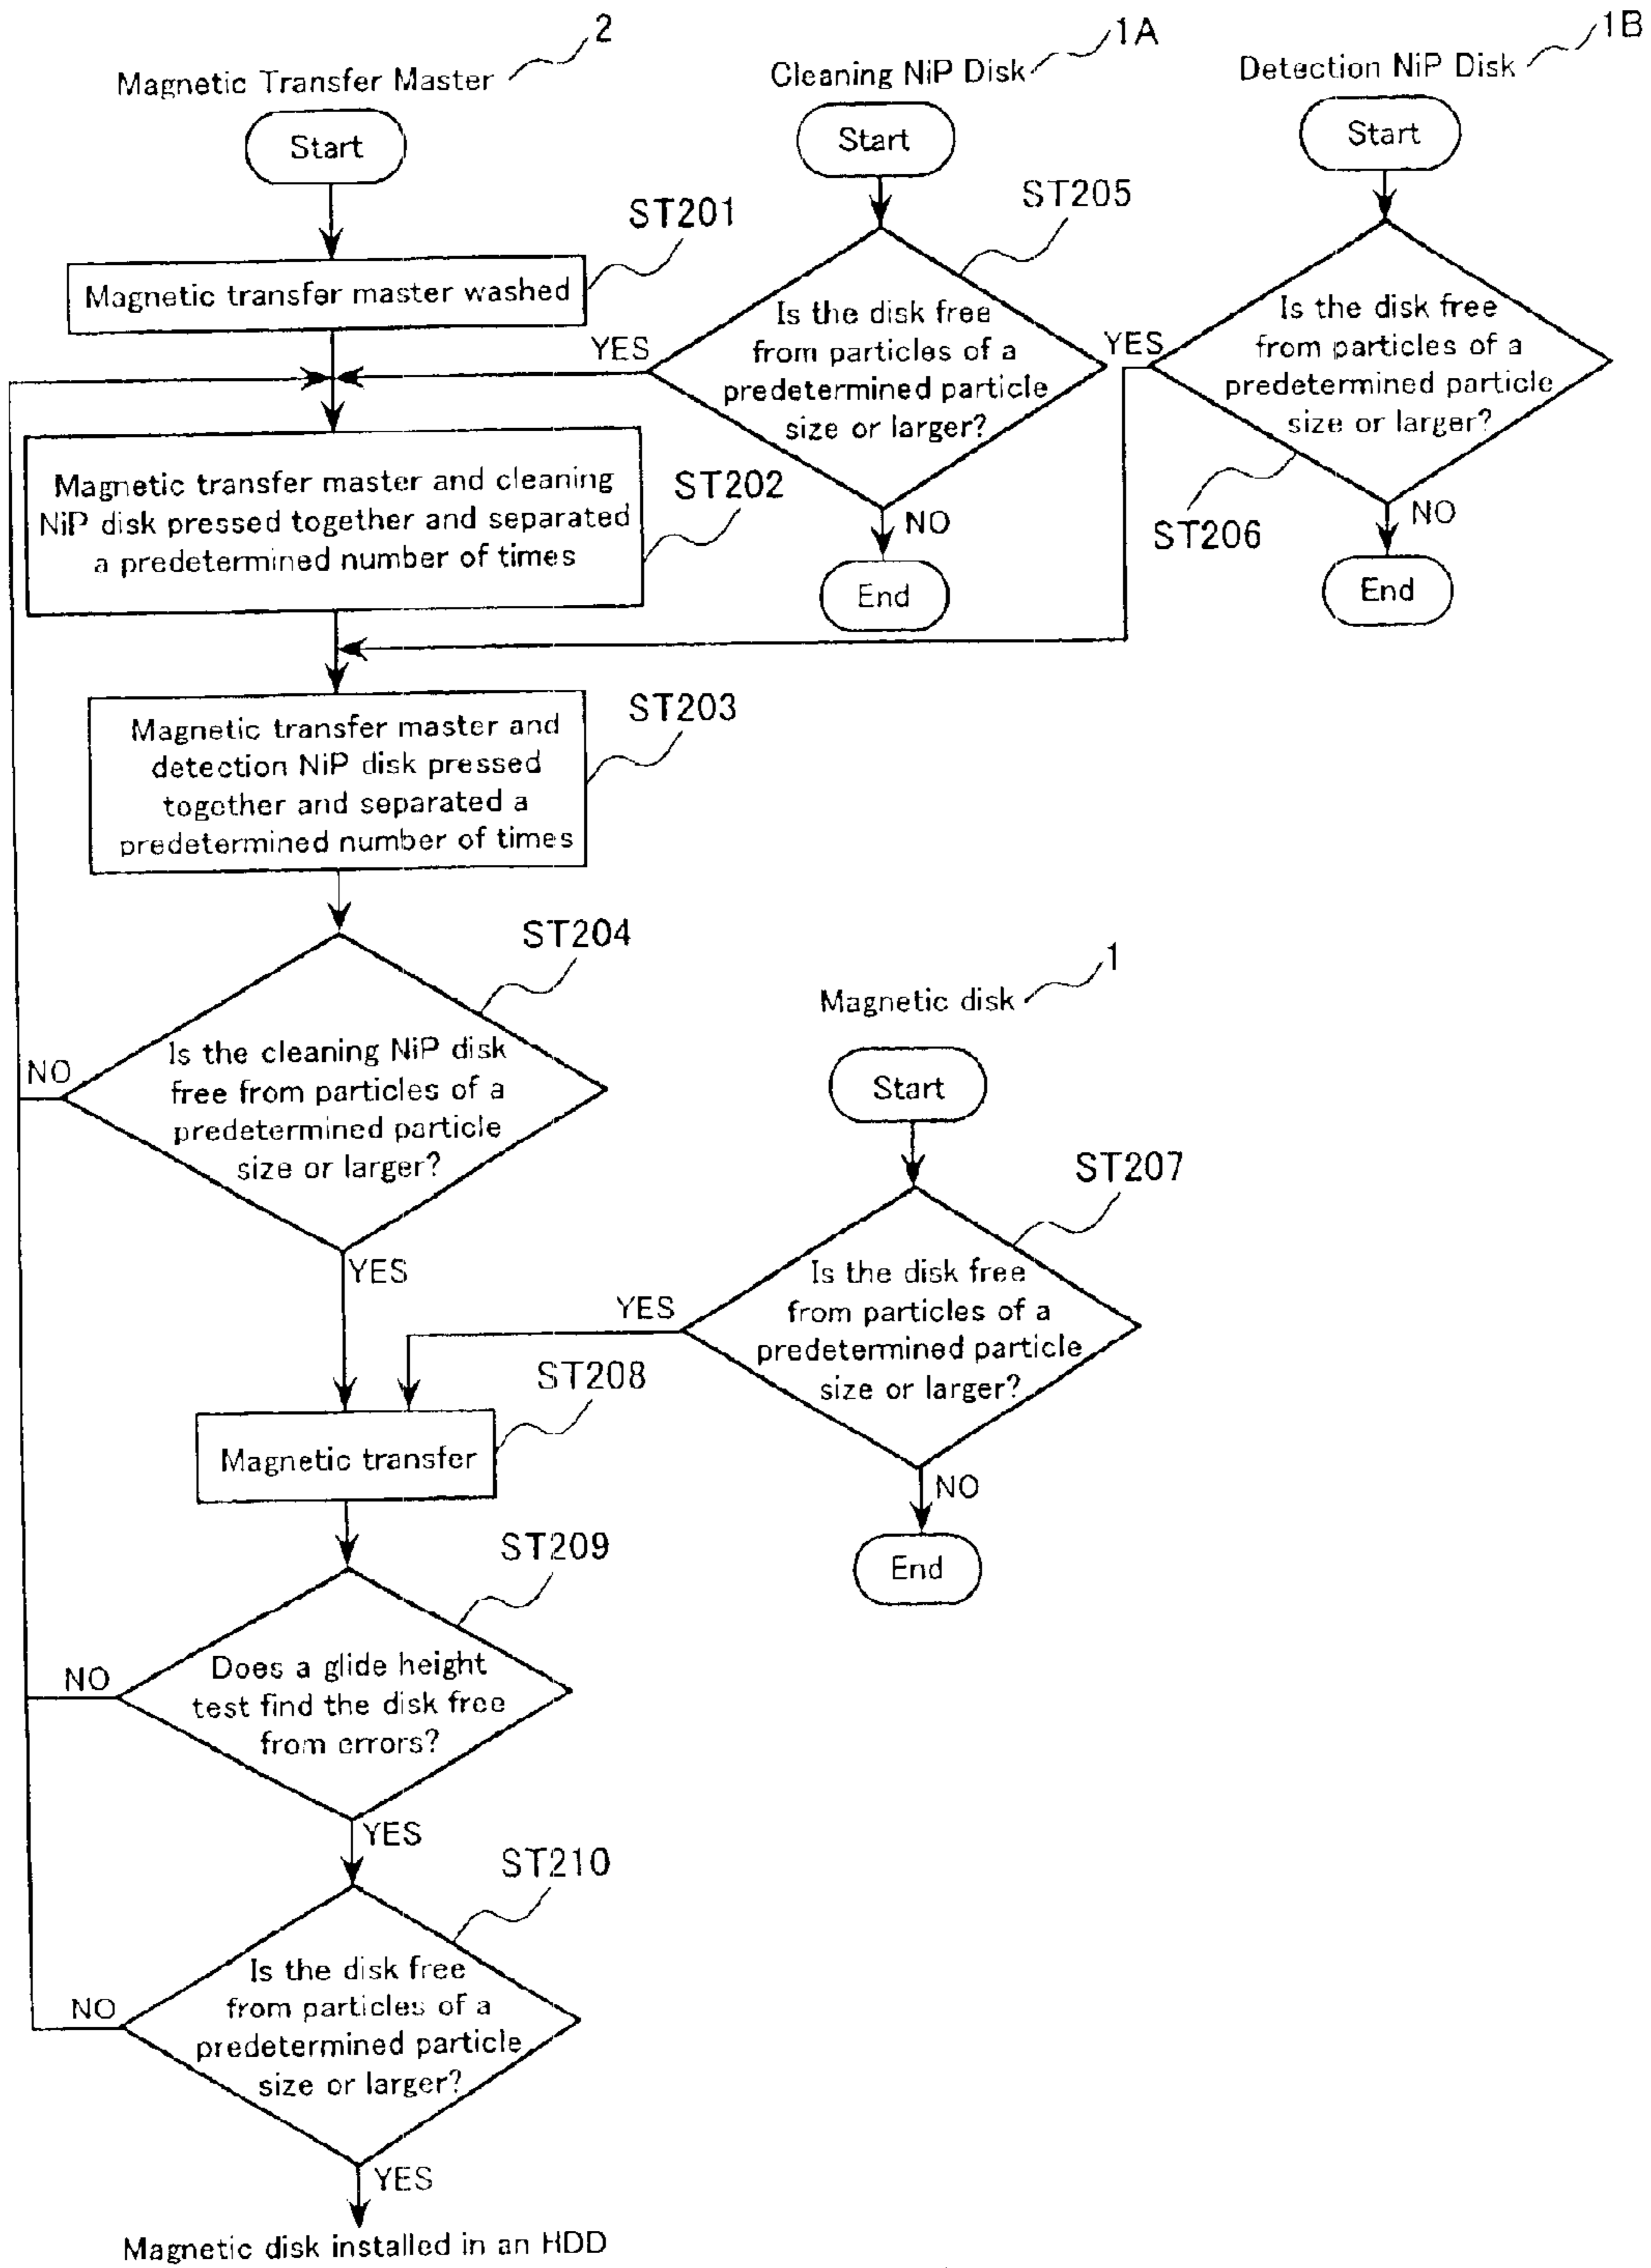 2
Magnetic Transfer Master
Start
1A
Cleaning NiP Disk
Start
1B
Detection NiP Disk
Start
ST201
Magnetic transfer master washed
ST205
Is the disk free
from particles of a
predetermined particle
size or larger?
YES
NO
End
Is the disk free
from particles of a
predetermined particle
size or larger?
YES
ST206
NO
End
Magnetic transfer master and cleaning
NiP disk pressed together and separated
a predetermined number of times
ST202
Magnetic transfer master and
detection NiP disk pressed
together and separated a
predetermined number of times
ST203
ST204
Is the cleaning NiP disk
free from particles of a
predetermined particle
size or larger?
NO
YES
1
Magnetic disk
Start
ST207
Is the disk free
from particles of a
predetermined particle
size or larger?
YES
NO
End
ST208
Magnetic transfer
ST209
Does a glide height
test find the disk free
from errors?
NO
YES
ST210
Is the disk free
from particles of a
predetermined particle
size or larger?
NO
YES
Magnetic disk installed in an HDD